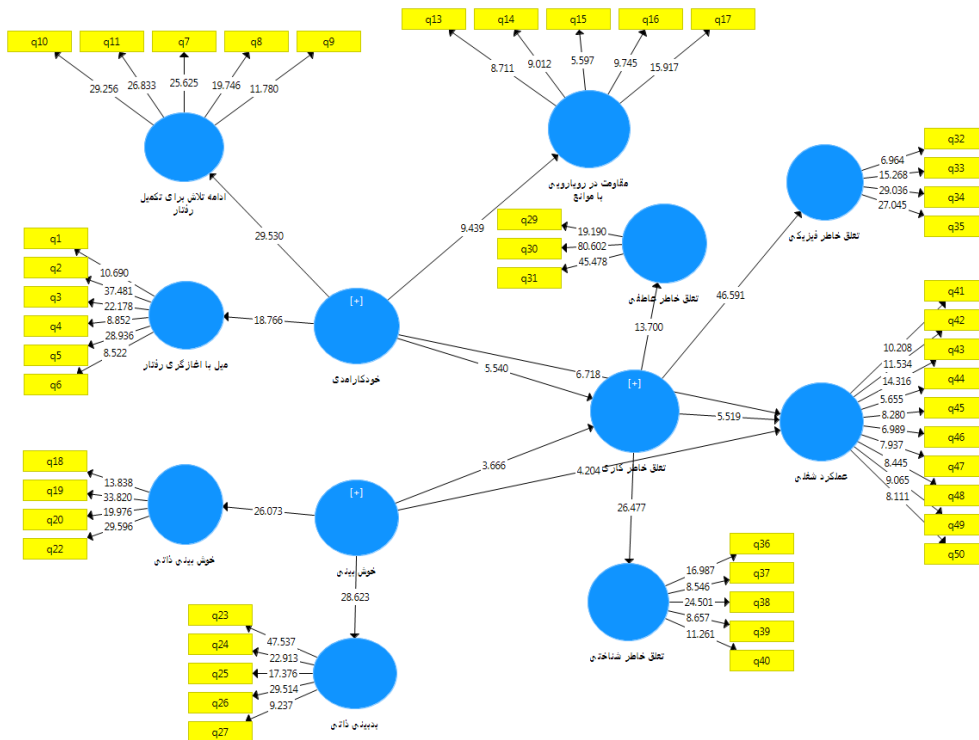 q10 q11 q7 q8 q9
29.256 26.833 25.625 19.746 11.780
ادامه تلاش برای تکمیل
رفتار
q13 q14 q15 q16 q17
8.711 9.012 5.597 9.745 15.917
مقاومت در رویارویی
با موانع
q32
q33
q34
q35
6.964
15.268
29.036
27.045
تعلق خاطر فیزیکی
q29
q30
q31
19.190
80.602
45.478
تعلق خاطر عاطفی
29.530
9.439
46.591
13.700
q1
q2
q3
q4
q5
q6
10.690
37.481
22.178
8.852
28.936
8.522
میل با اغازگری رفتار
18.766
[+]
خودکارامدی
5.540
6.718
[+]
تعلق خاطر کاری
5.519
3.666
4.204
q41
q42
q43
q44
q45
q46
q47
q48
q49
q50
10.208
11.534
14.316
5.655
8.280
6.989
7.937
8.445
9.065
8.111
عملکرد شغلی
q18
q19
q20
q22
13.838
33.820
19.976
29.596
خوش بینی ذاتی
26.073
[+]
خوش بینی
28.623
26.477
q23
q24
q25
q26
q27
47.537
22.913
17.376
29.514
9.237
بدبینی ذاتی
q36
q37
q38
q39
q40
16.987
8.546
24.501
8.657
11.261
تعلق خاطر شناختی